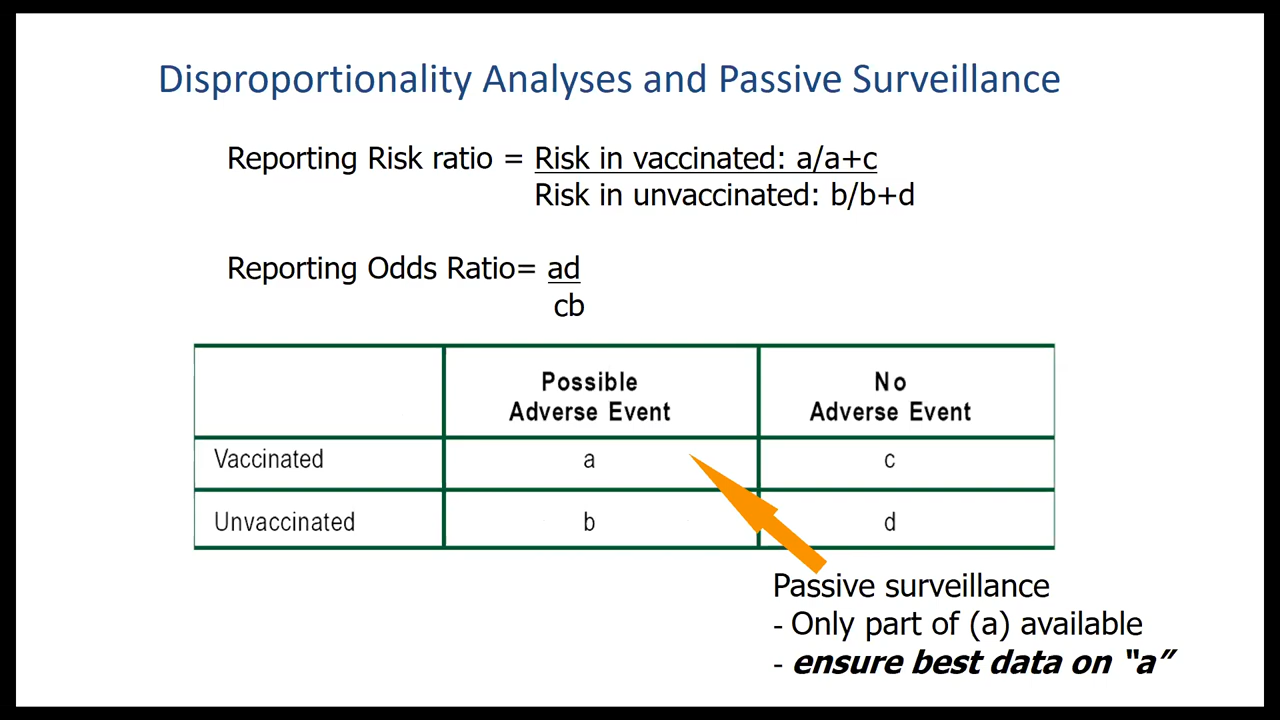 Disproportionality Analyses and Passive Surveillance
Reporting Risk ratio = Risk in vaccinated: a/a+c
Risk in unvaccinated: b/b+d
Reporting Odds Ratio= ad
cb
Possible Adverse Event
No Adverse Event
Vaccinated a c
Unvaccinated b d
Passive surveillance
- Only part of (a) available
- ensure best data on “a”